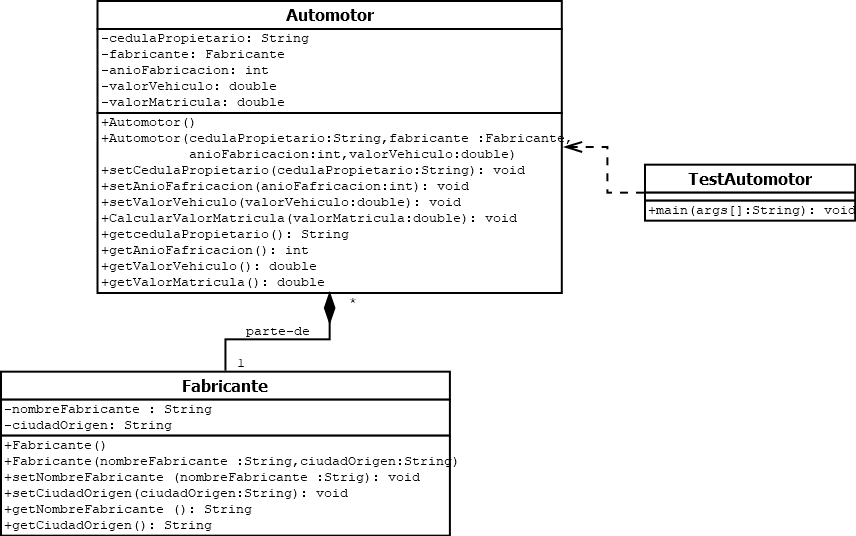 Automotor
-cedulaPropietario: String
-fabricante: Fabricante
-anioFabricacion: int
-valorVehiculo: double
-valorMatricula: double
+Automotor()
+Automotor(cedulaPropietario:String,fabricante :Fabricante,
anioFabricacion:int,valorVehiculo:double)
+setCedulaPropietario(cedulaPropietario:String): void
+setAnioFafricacion(anioFafricacion:int): void
+setValorVehiculo(valorVehiculo:double): void
+CalcularValorMatricula(valorMatricula:double): void
+getcedulaPropietario(): String
+getAnioFafricacion(): int
+getValorVehiculo(): double
+getValorMatricula(): double
TestAutomotor
+main(args[]:String): void
*
parte-de
1
Fabricante
-nombreFabricante : String
-ciudadOrigen: String
+Fabricante()
+Fabricante(nombreFabricante :String,ciudadOrigen:String)
+setNombreFabricante (nombreFabricante :Strig): void
+setCiudadOrigen(ciudadOrigen:String): void
+getNombreFabricante (): String
+getCiudadOrigen(): String